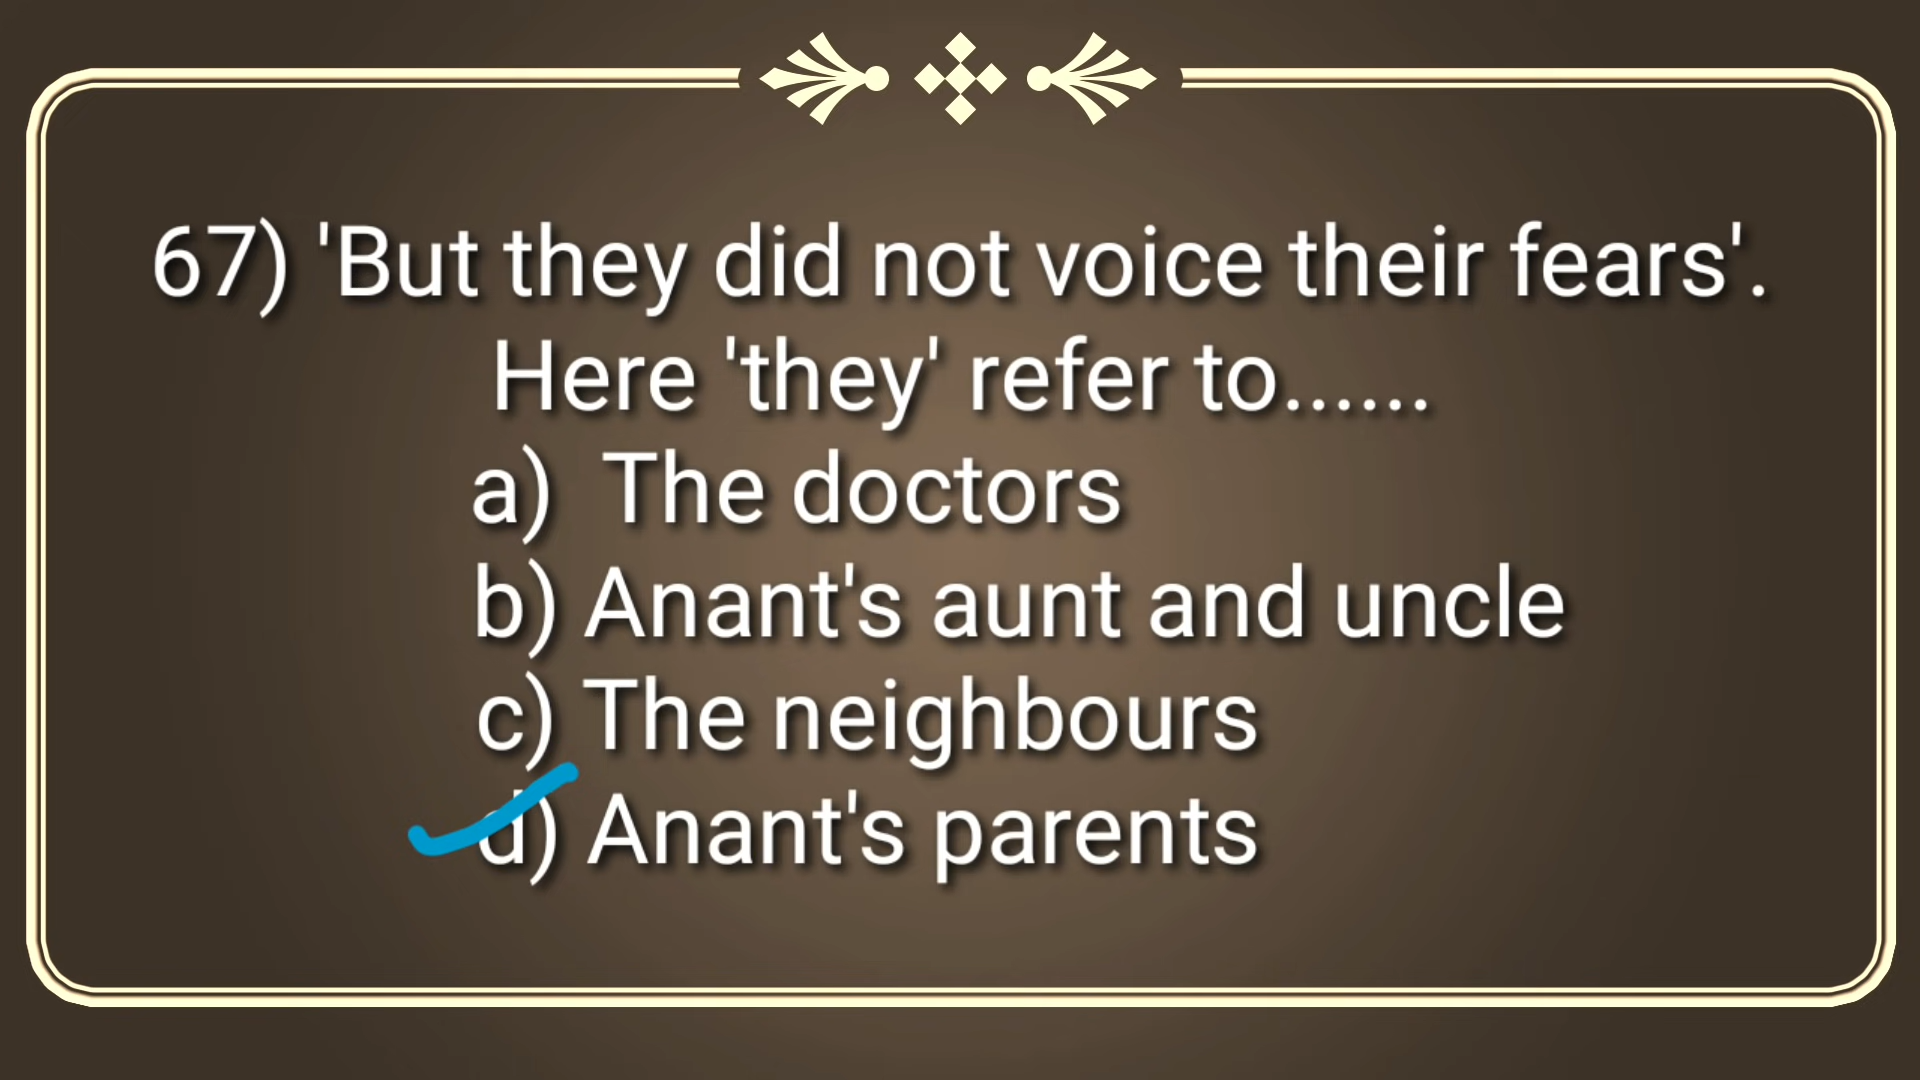 67) 'But they did not voice their fears'.
Here 'they' refer to......
a) The doctors
b) Anant's aunt and uncle
c) The neighbours
d) Anant's parents